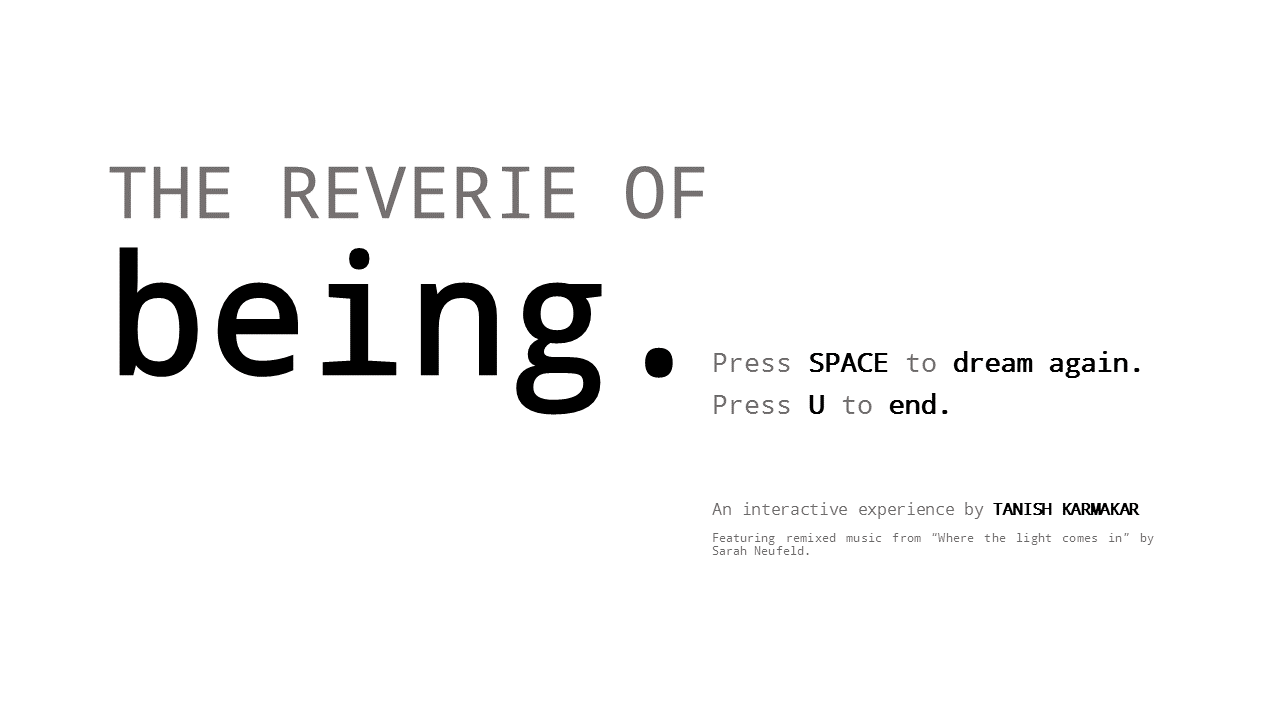 THE REVERIE OF
being.
Press SPACE to dream again.
Press U to end.
An interactive experience by TANISH KARMAKAR
Featuring remixed music from “Where the light comes in” by
Sarah Neufeld.